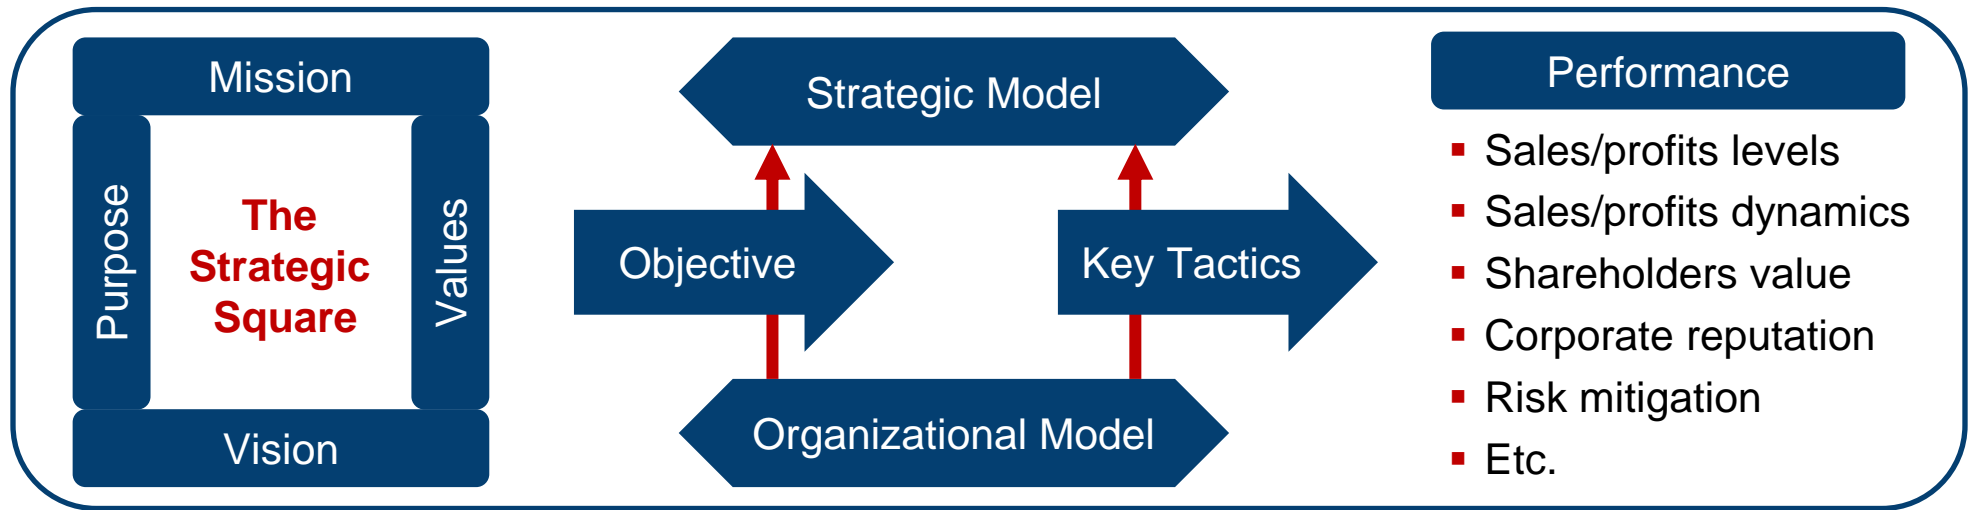 Mission
Purpose
The
Strategic
Square
Values
Vision
Strategic Model
Objective
Key Tactics
Organizational Model
Performance
Sales/profits levels
Sales/profits dynamics
Shareholders value
Corporate reputation
Risk mitigation
Etc.